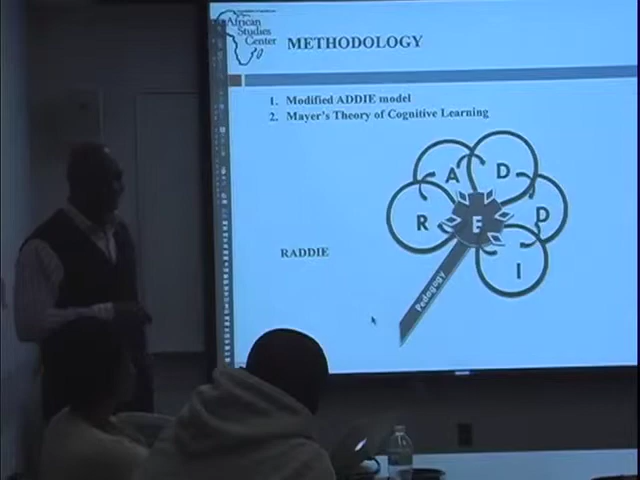 African
Studies
Center
METHODOLOGY
1. Modified ADDIE model
2. Mayer's Theory of Cognitive Learning
A
D
R
E
D
I
RADDIE
Pedagogy